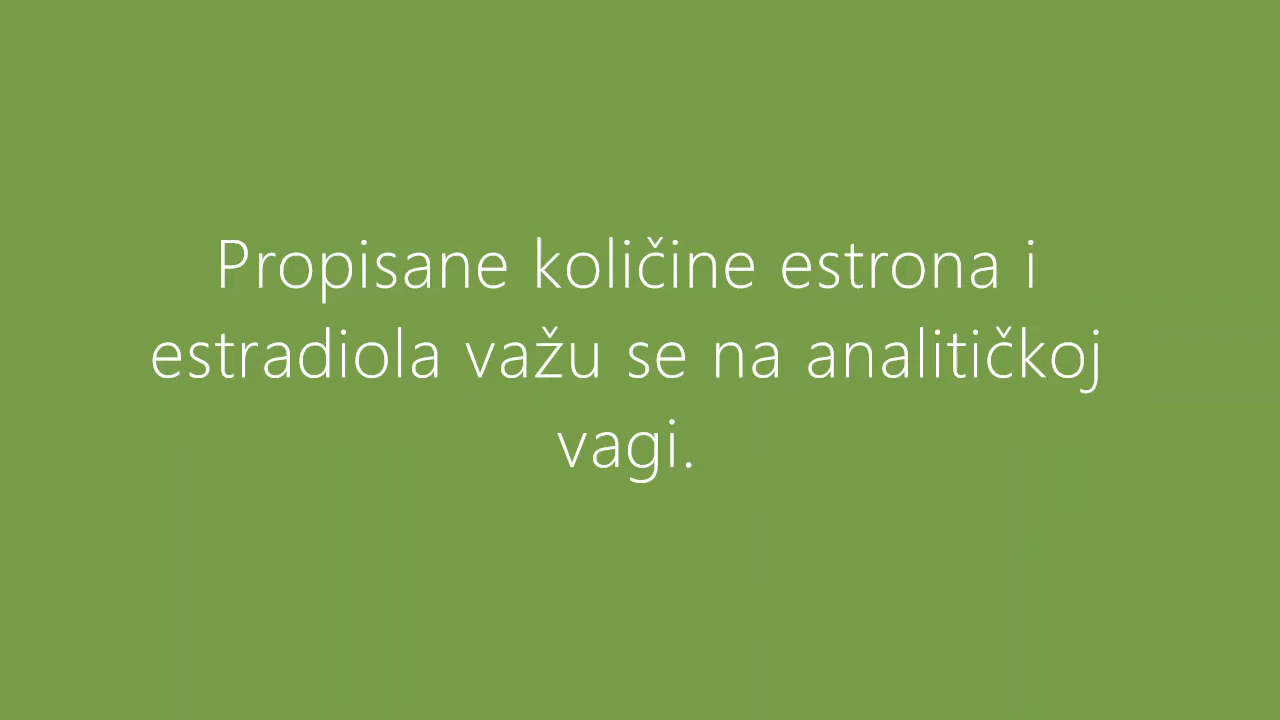 Propisane količine estrona i
estradiola važu se na analitičkoj
vagi.